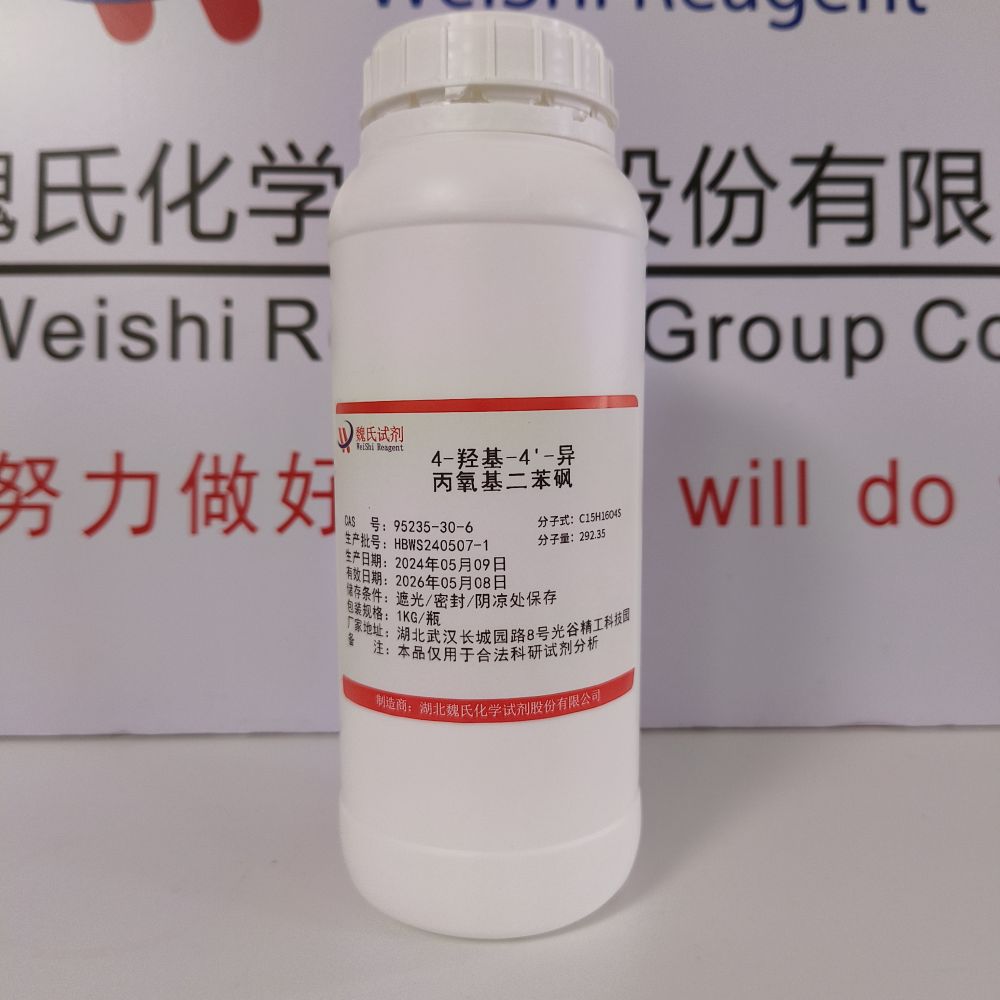 Weishi Reagent
魏氏化学
股份有限
Weishi R
Group Co
努力做好
will do
魏氏试剂
WeiShi Reagent
4-羟基-4'-异
丙氧基二苯砜
CAS 号：95235-30-6
分子式：C15H16O4S
生产批号：HBWS240507-1
分子量：292.35
生产日期：2024年05月09日
有效日期：2026年05月08日
储存条件：遮光/密封/阴凉处保存
包装规格：1KG/瓶
厂家地址：湖北武汉长城园路8号光谷精工科技园
备 注：本品仅用于合法科研试剂分析
制造商：湖北魏氏化学试剂股份有限公司